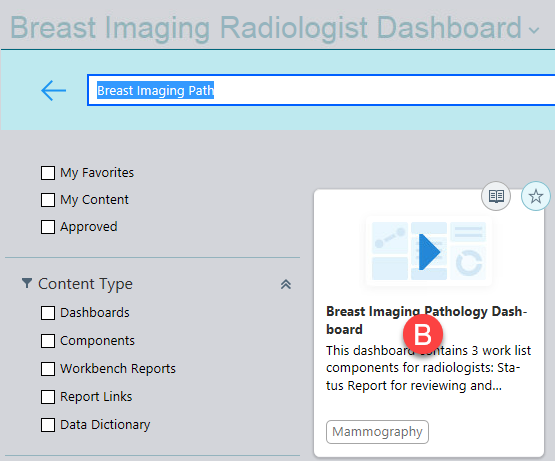 Breast Imaging Radiologist Dashboard
Breast Imaging Path
My Favorites
My Content
Approved
Content Type
Dashboards
Components
Workbench Reports
Report Links
Data Dictionary
Breast Imaging Pathology Dash-
board
B
This dashboard contains 3 work list
components for radiologists: Sta-
tus Report for reviewing and...
Mammography